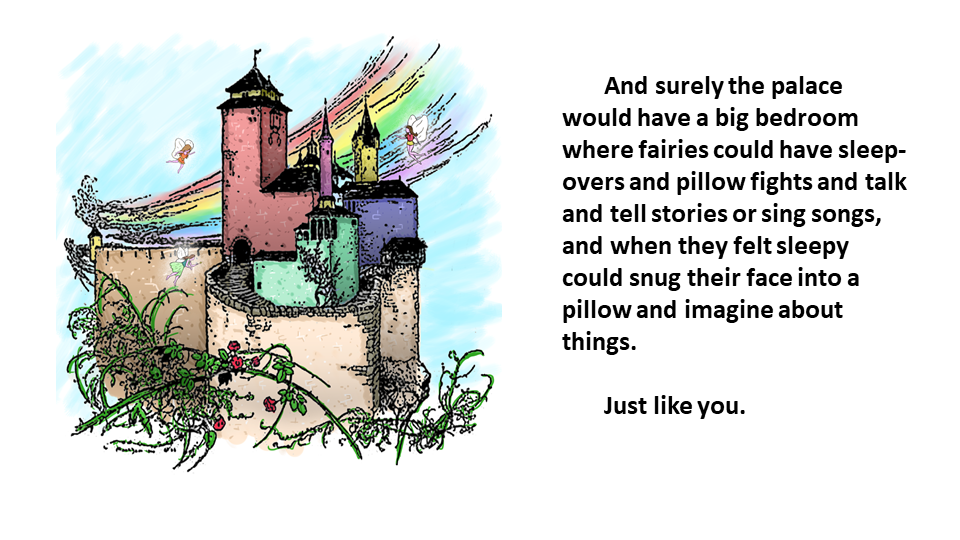 And surely the palace
would have a big bedroom
where fairies could have sleep-
overs and pillow fights and talk
and tell stories or sing songs,
and when they felt sleepy
could snug their face into a
pillow and imagine about
things.
Just like you.